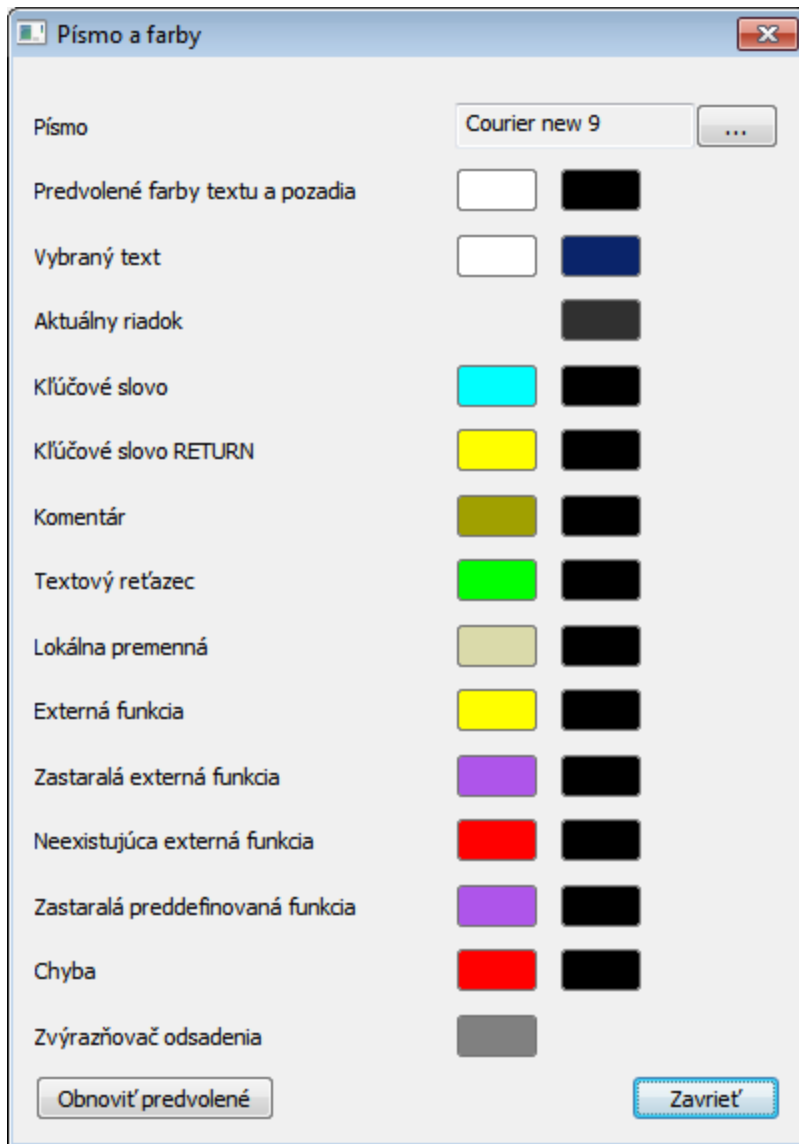 Písmo a farby
Písmo Courier new 9 ...
Predvolené farby textu a pozadia
Vybraný text
Aktuálny riadok
Kľúčové slovo
Kľúčové slovo RETURN
Komentár
Textový reťazec
Lokálna premenná
Externá funkcia
Zastaralá externá funkcia
Neexistujúca externá funkcia
Zastaralá preddefinovaná funkcia
Chyba
Zvýrazňovač odsadenia
Obnoviť predvolené Zavrieť